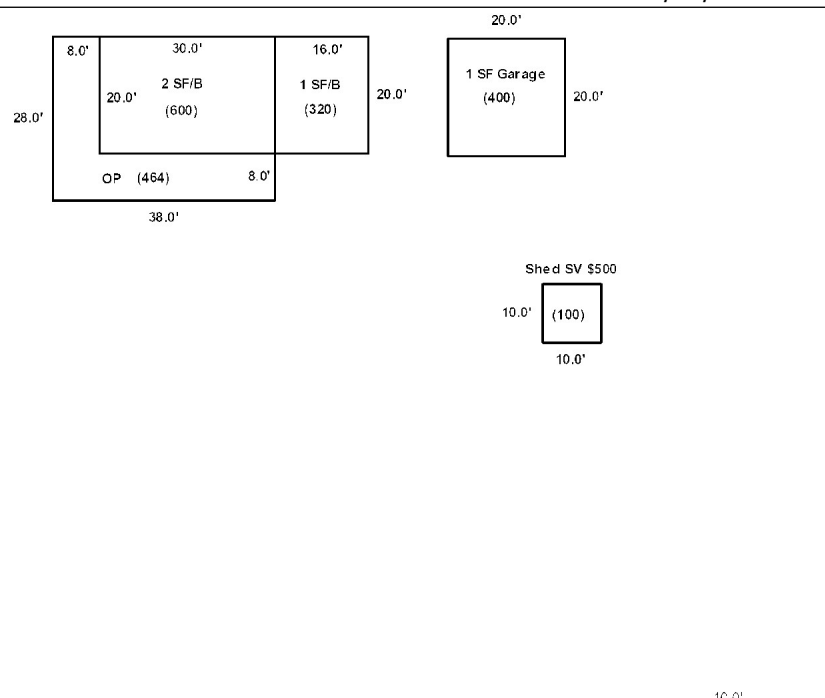 20.0'
8.0' 30.0' 16.0'
1 SF Garage
2 SF/B 1 SF/B
20.0' 20.0' (400) 20.0'
(600) (320)
28.0'
OP (464) 8.0'
38.0'
Shed SV $500
10.0' (100)
10.0'
10.0'